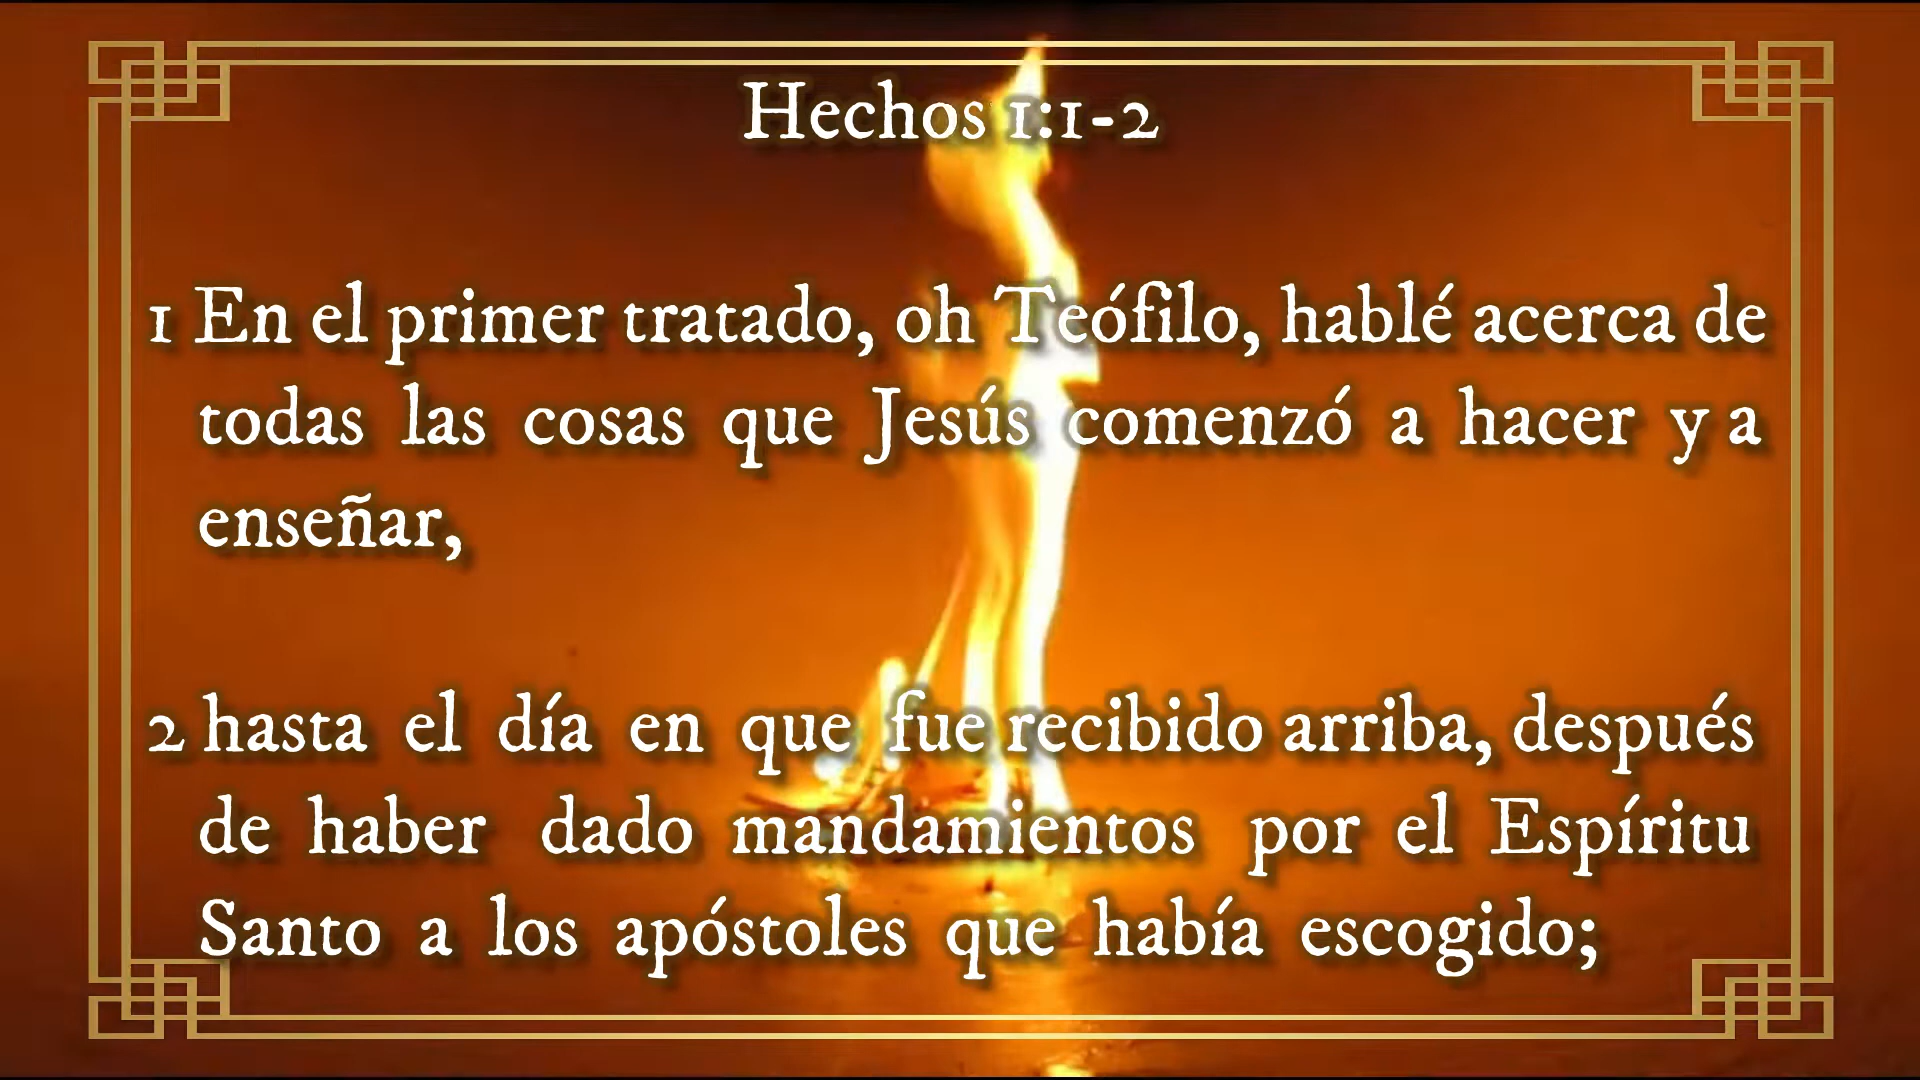 Hechos 1:1-2
1 En el primer tratado, oh Teófilo, hablé acerca de
todas las cosas que Jesús comenzó a hacer y a
enseñar,
2 hasta el día en que fue recibido arriba, después
de haber dado mandamientos por el Espíritu
Santo a los apóstoles que había escogido;